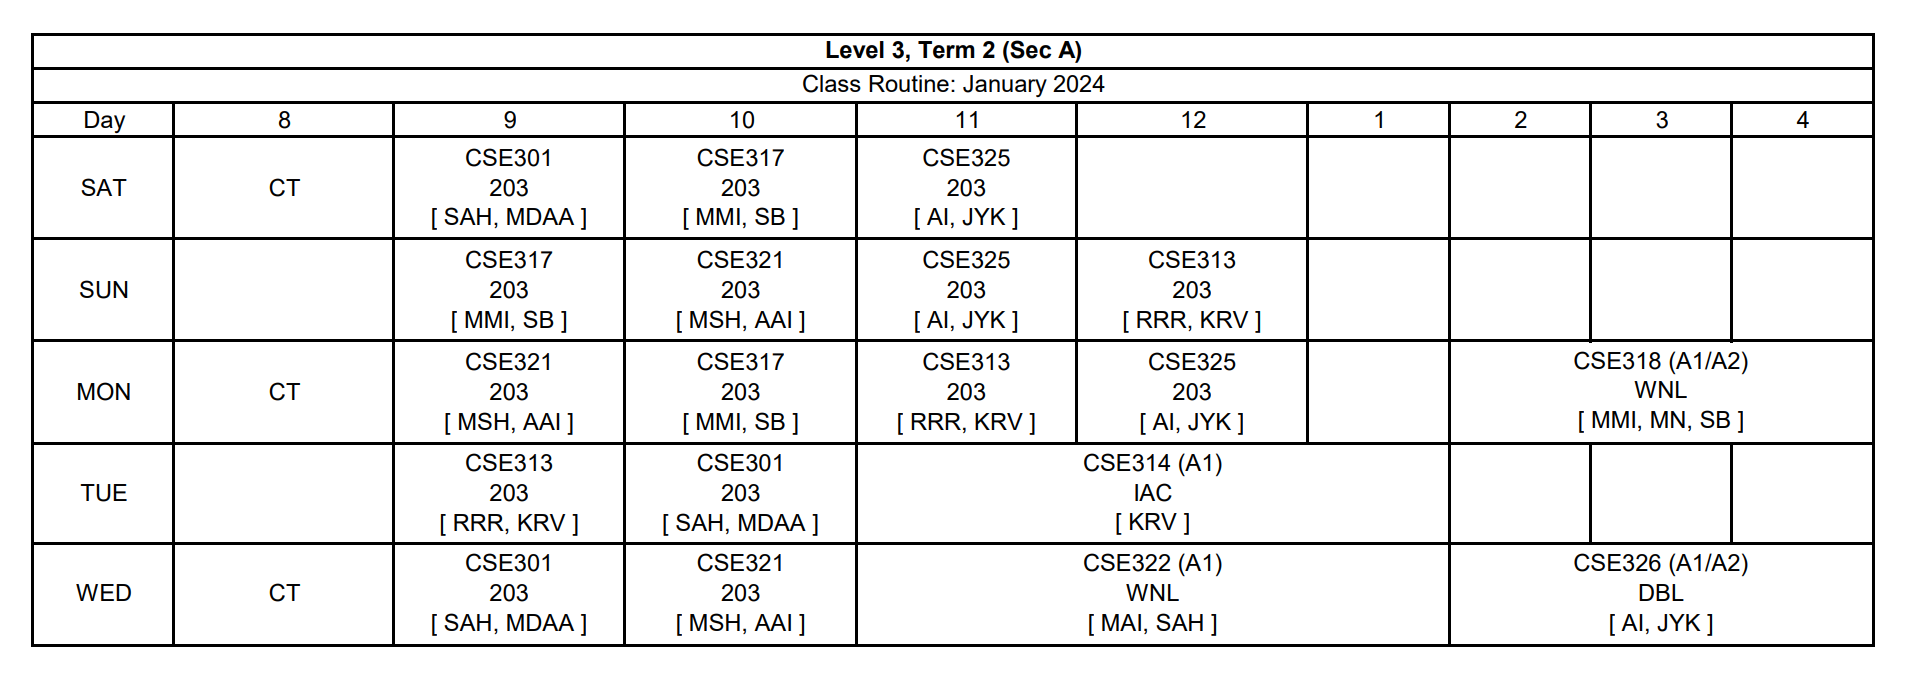 Level 3, Term 2 (Sec A)
Class Routine: January 2024
Day 8 9 10 11 12 1 2 3 4
SAT
CT
CSE301
203
[ SAH, MDAA ]
CSE317
203
[ MMI, SB ]
CSE325
203
[ AI, JYK ]
SUN
CSE317
203
[ MMI, SB ]
CSE321
203
[ MSH, AAI ]
CSE325
203
[ AI, JYK ]
CSE313
203
[ RRR, KRV ]
MON
CT
CSE321
203
[ MSH, AAI ]
CSE317
203
[ MMI, SB ]
CSE313
203
[ RRR, KRV ]
CSE325
203
[ AI, JYK ]
CSE318 (A1/A2)
WNL
[ MMI, MN, SB ]
TUE
CSE313
203
[ RRR, KRV ]
CSE301
203
[ SAH, MDAA ]
CSE314 (A1)
IAC
[ KRV ]
WED
CT
CSE301
203
[ SAH, MDAA ]
CSE321
203
[ MSH, AAI ]
CSE322 (A1)
WNL
[ MAI, SAH ]
CSE326 (A1/A2)
DBL
[ AI, JYK ]